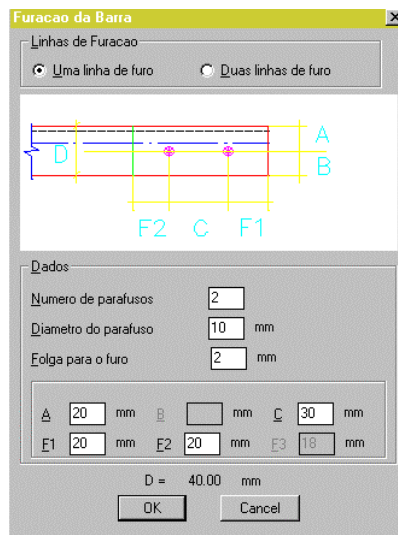 Furacao da Barra
Linhas de Furacao
Uma linha de furo Duas linhas de furo
A
D
B
F2 C F1
Dados
Numero de parafusos 2
Diametro do parafuso 10 mm
Folga para o furo 2 mm
A 20 mm B mm C 30 mm
F1 20 mm F2 20 mm F3 18 mm
D = 40.00 mm
OK Cancel